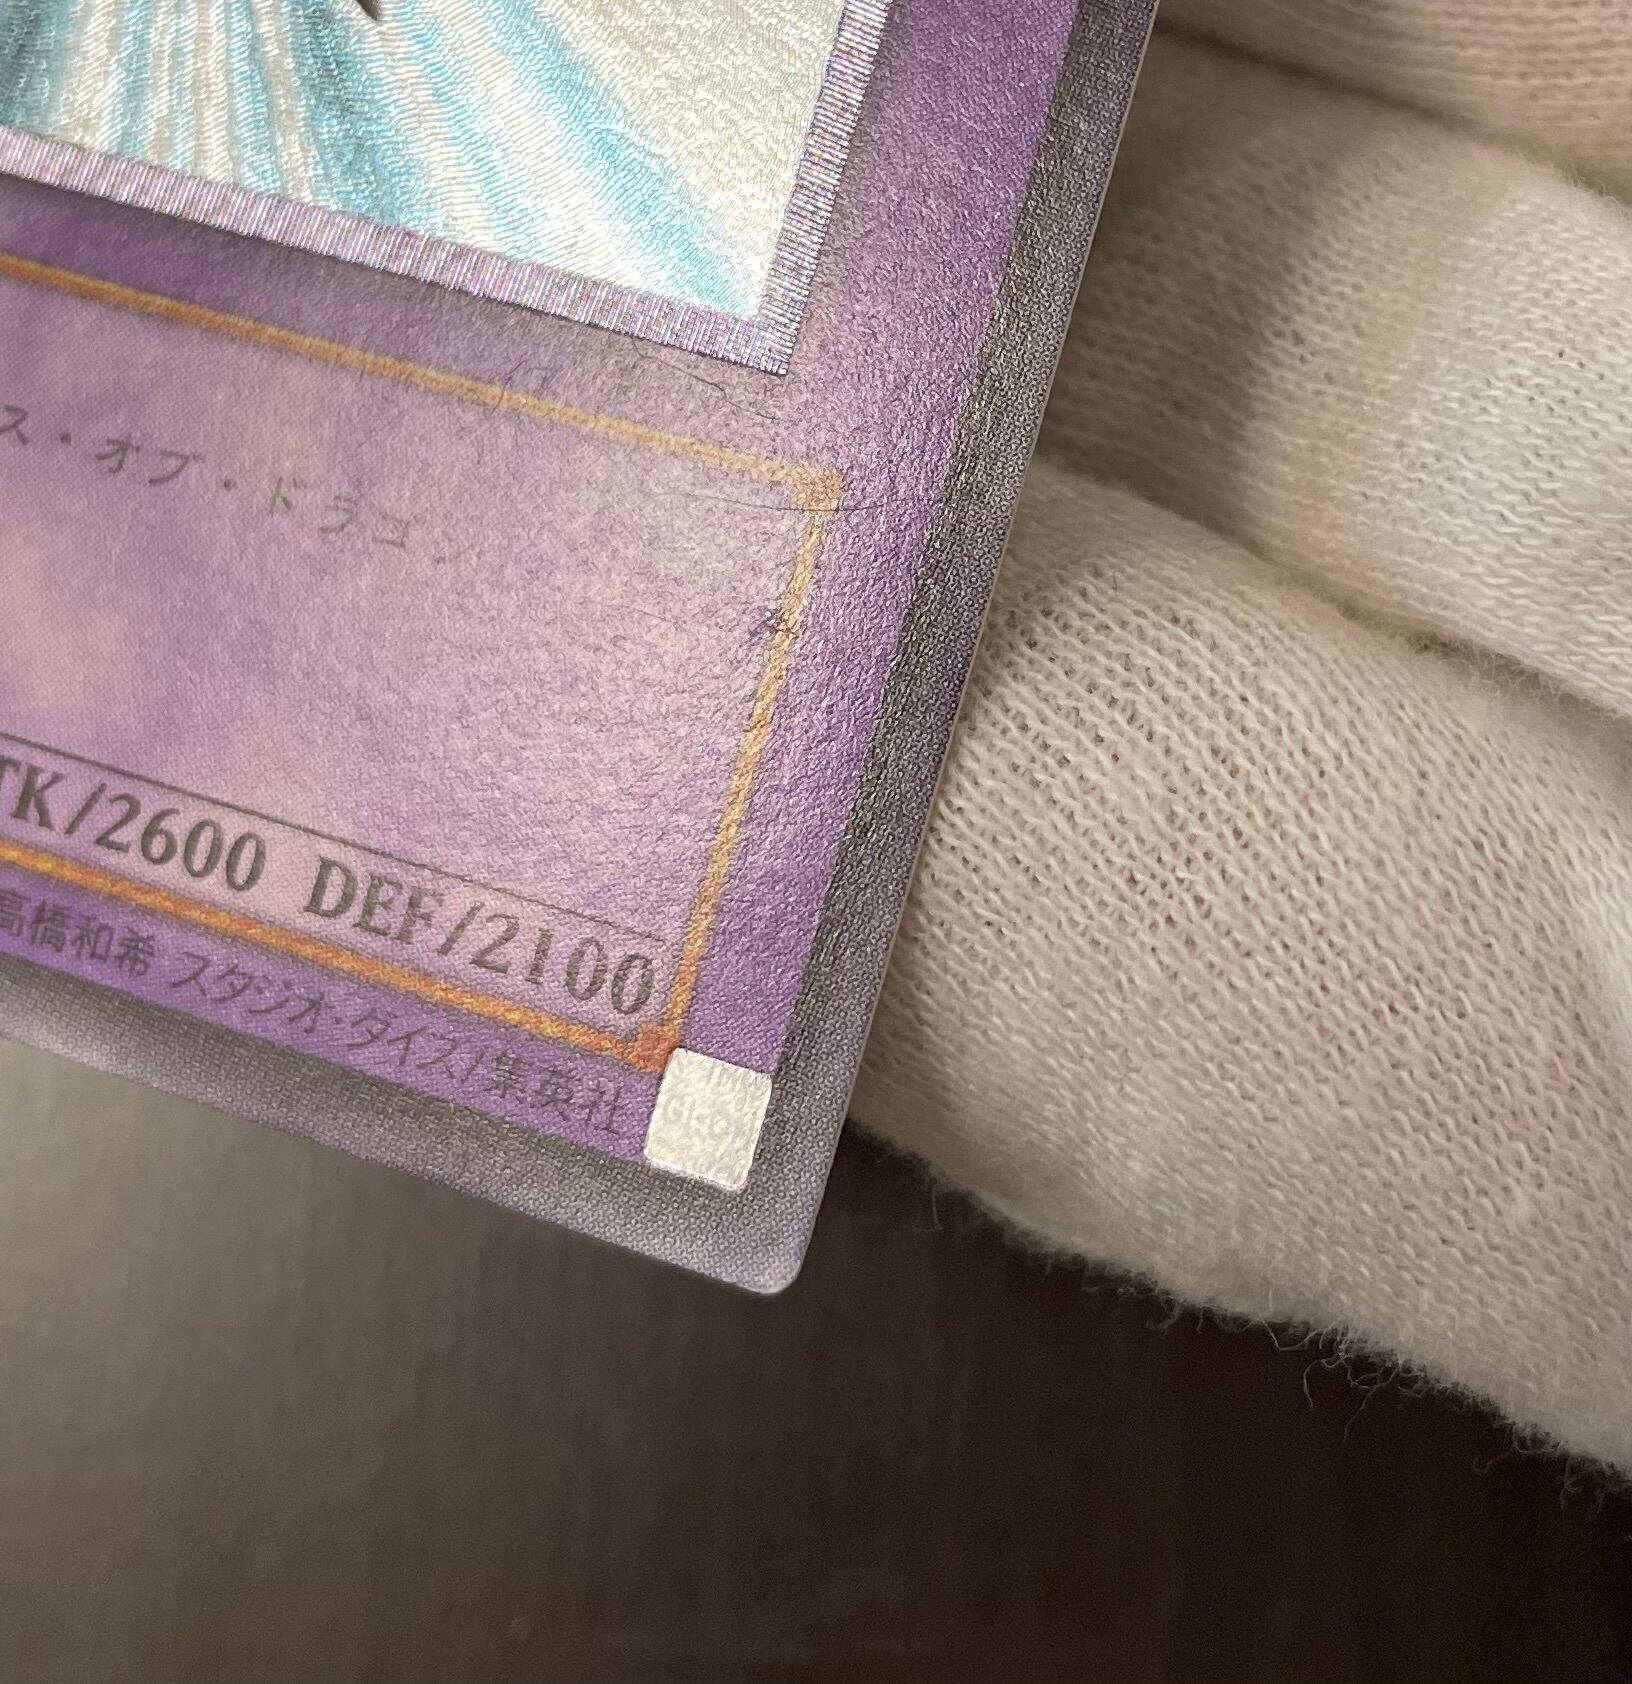 ス・オブ・ドラゴン
TK/2600 DEF/2100
高橋和希 スタジオ・ダイス/集英社